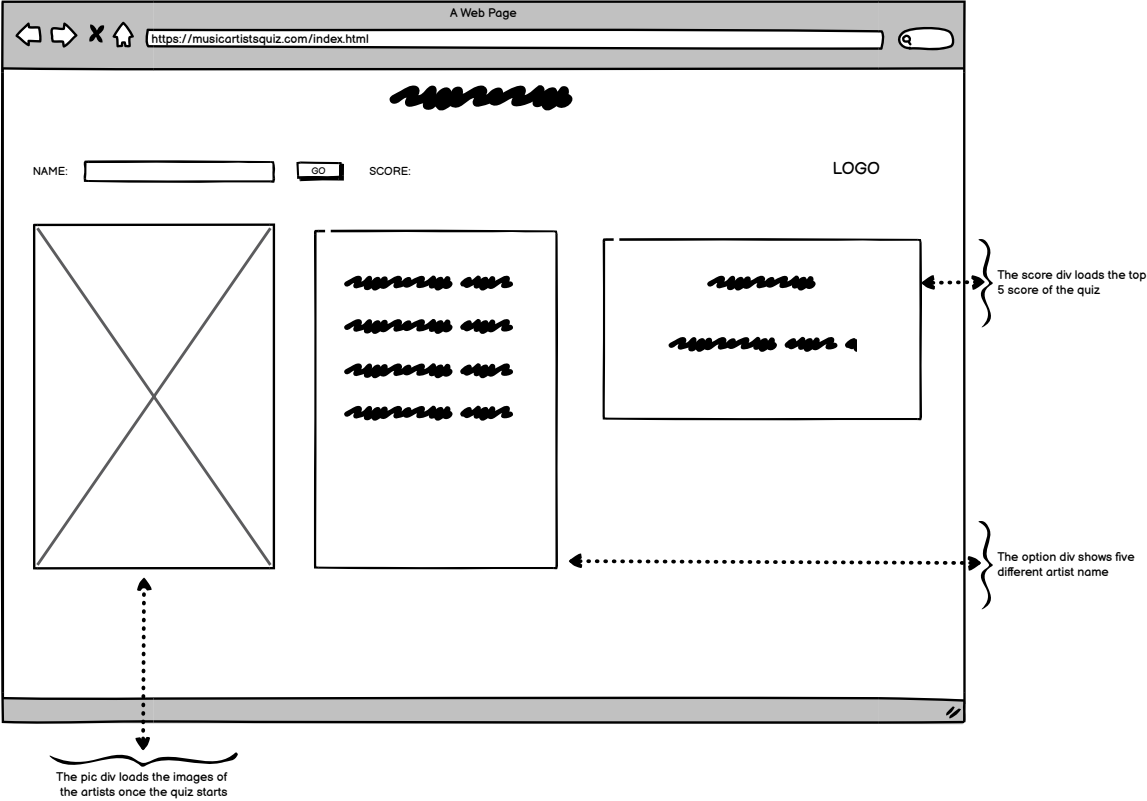 A Web Page
https://musicartistsquiz.com/index.html
NAME:
GO
SCORE:
LOGO
The score div loads the top
5 score of the quiz
The option div shows five
different artist name
The pic div loads the images of
the artists once the quiz starts